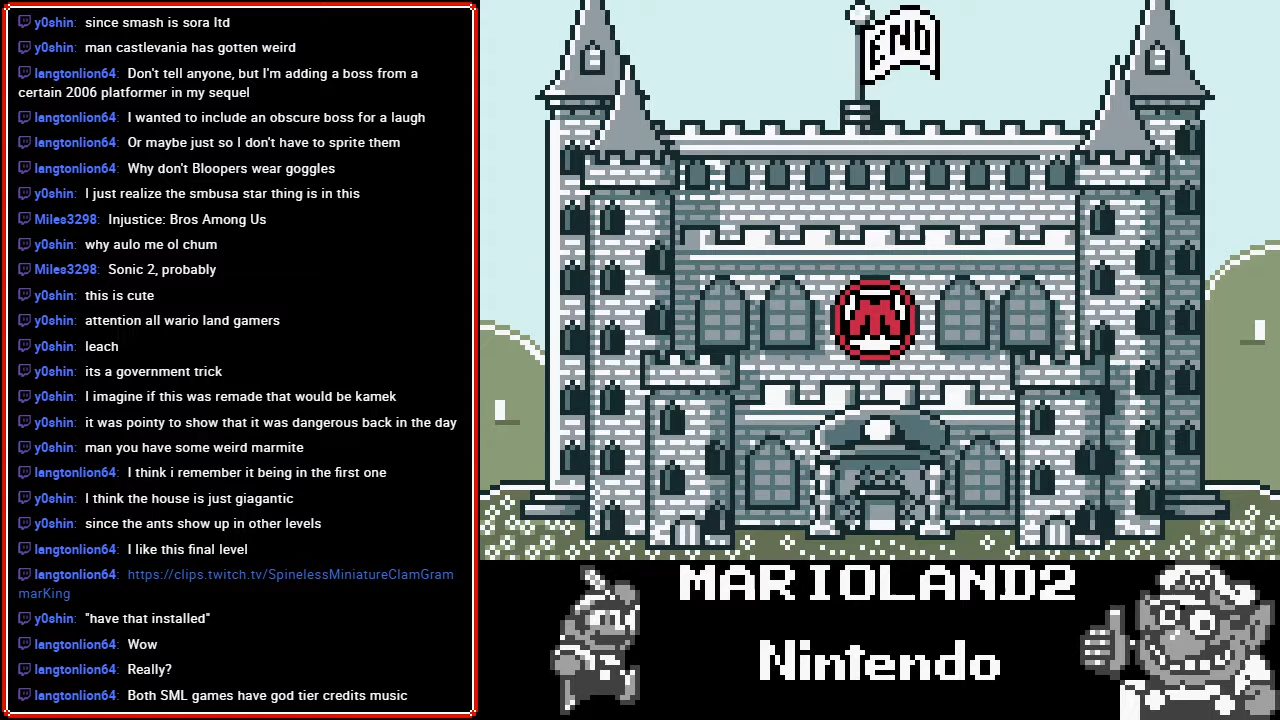 y0shin: since smash is sora ltd
y0shin: man castlevania has gotten weird
langtonlion64: Don't tell anyone, but I'm adding a boss from a
certain 2006 platformer in my sequel
langtonlion64: I wanted to include an obscure boss for a laugh
langtonlion64: Or maybe just so I don't have to sprite them
langtonlion64: Why don't Bloopers wear goggles
y0shin: I just realize the smbusa star thing is in this
Miles3298: Injustice: Bros Among Us
y0shin: why aulo me ol chum
Miles3298: Sonic 2, probably
y0shin: this is cute
y0shin: attention all wario land gamers
y0shin: leach
y0shin: its a government trick
y0shin: I imagine if this was remade that would be kamek
y0shin: it was pointy to show that it was dangerous back in the day
y0shin: man you have some weird marmite
langtonlion64: I think i remember it being in the first one
y0shin: I think the house is just giagantic
y0shin: since the ants show up in other levels
langtonlion64: I like this final level
langtonlion64: https://clips.twitch.tv/SpinelessMiniatureClamGram
marKing
y0shin: "have that installed"
langtonlion64: Wow
langtonlion64: Really?
langtonlion64: Both SML games have god tier credits music
END
M
MARIOLAND2
Nintendo